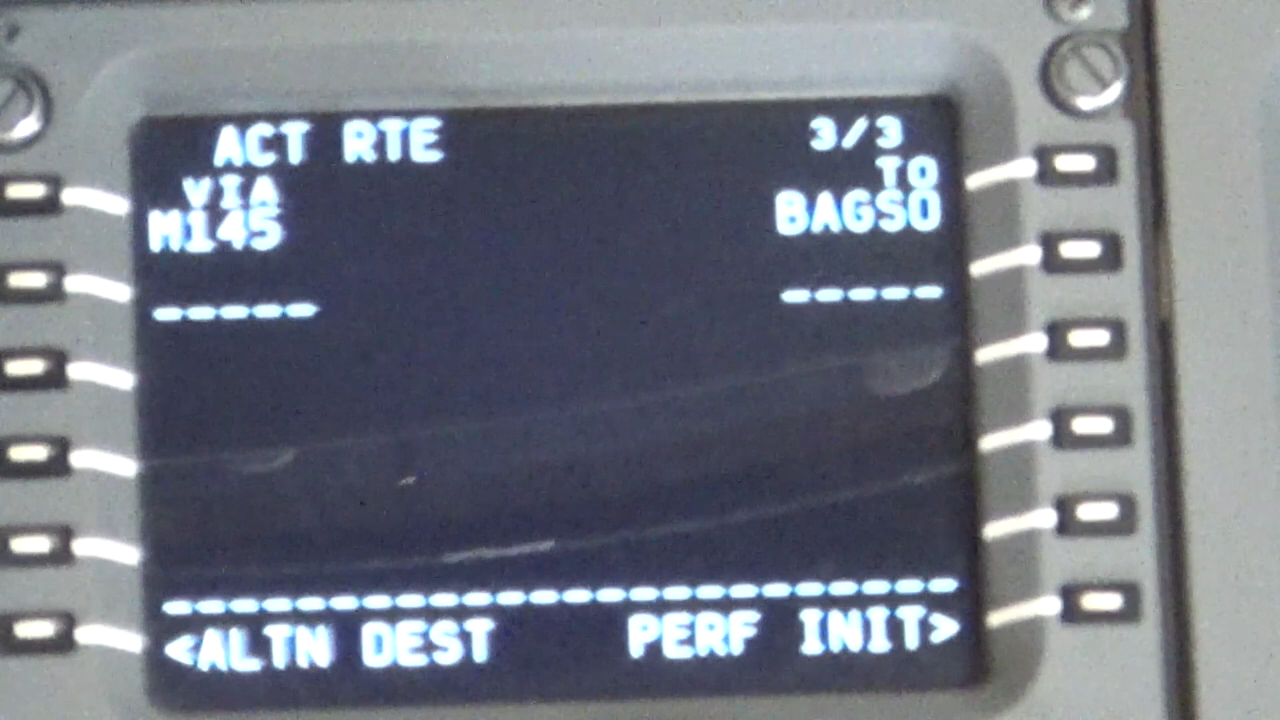 ACT RTE 3/3
VIA TO
M145 BAGSO
----- -----
------------------------
<ALTN DEST PERF INIT>